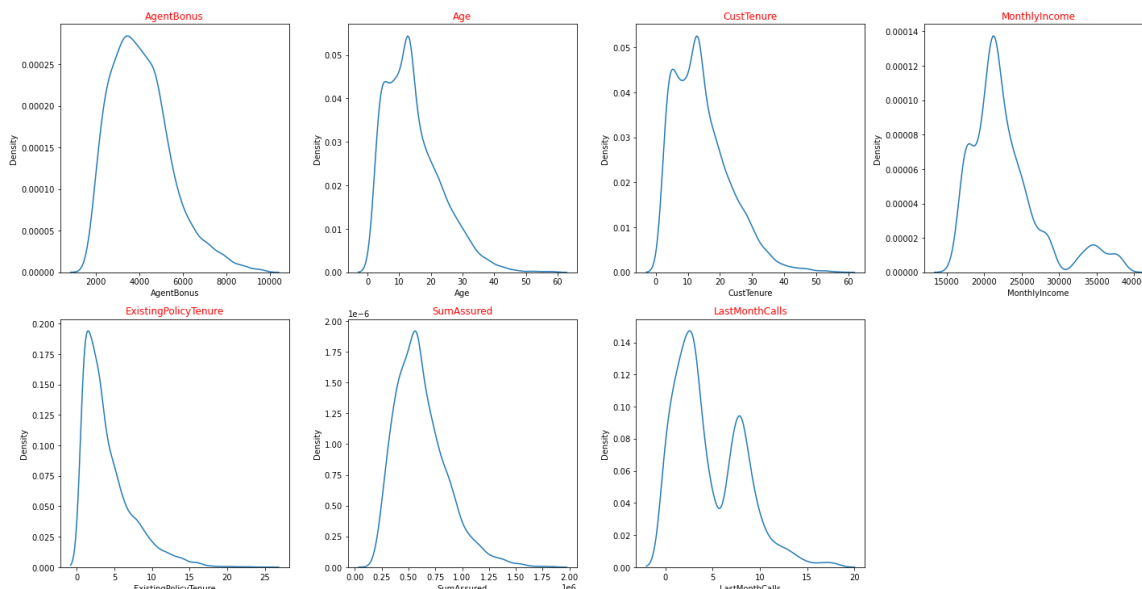 AgentBonus
0.00025
0.00020
0.00015
0.00010
0.00005
0.00000
Density
2000 4000 6000 8000 10000
AgentBonus
Age
0.05
0.04
0.03
0.02
0.01
0.00
Density
0 10 20 30 40 50 60
Age
CustTenure
0.05
0.04
0.03
0.02
0.01
0.00
Density
0 10 20 30 40 50 60
CustTenure
MonthlyIncome
0.00014
0.00012
0.00010
0.00008
0.00006
0.00004
0.00002
0.00000
Density
15000 20000 25000 30000 35000 4000
MonthlyIncome
ExistingPolicyTenure
0.200
0.175
0.150
0.125
0.100
0.075
0.050
0.025
0.000
Density
0 5 10 15 20 25
ExistingPolicyTenure
SumAssured
1e-6
2.00
1.75
1.50
1.25
1.00
0.75
0.50
0.25
0.00
Density
0.00 0.25 0.50 0.75 1.00 1.25 1.50 1.75 2.00
1e6
SumAssured
LastMonthCalls
0.14
0.12
0.10
0.08
0.06
0.04
0.02
0.00
Density
0 5 10 15 20
LastMonthCalls